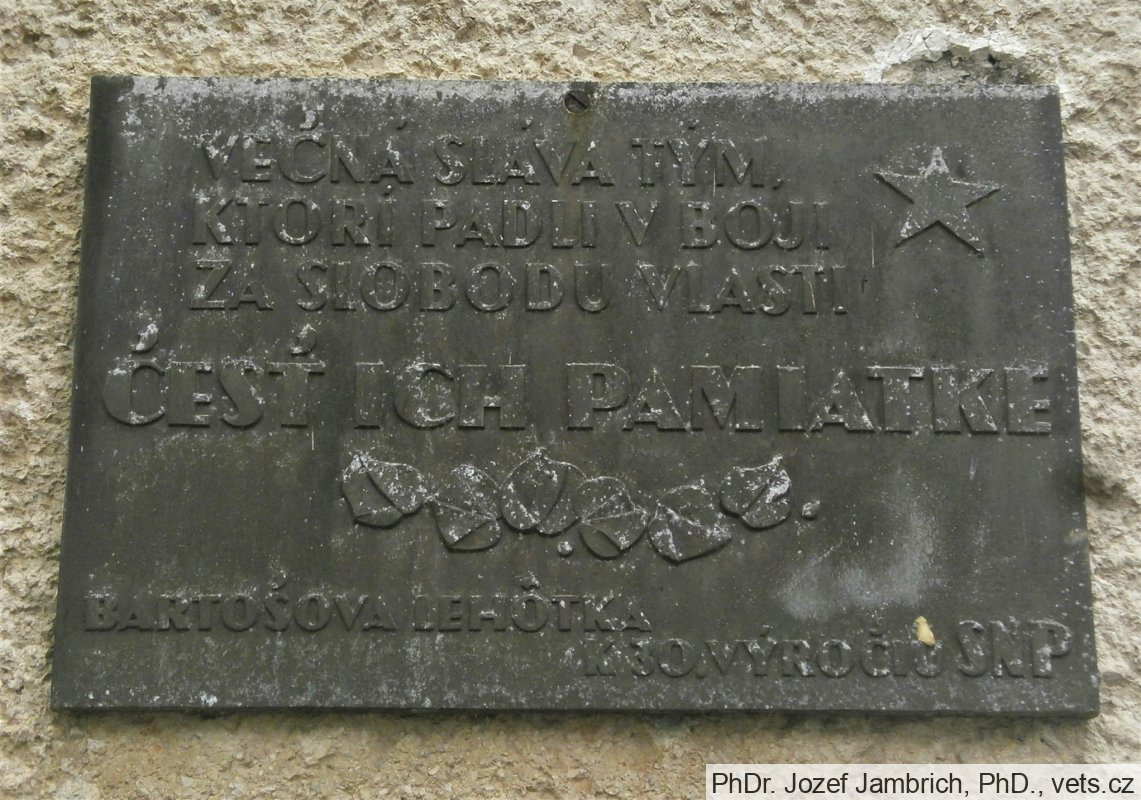 VEČNÁ SLÁVA TÝM,
KTORÍ PADLI V BOJI
ZA SLOBODU VLASTI
ČESŤ ICH PAMIATKE
BARTOŠOVA LEHÔTKA
K 30. VÝROČIU SNP
PhDr. Jozef Jambrich, PhD., vets.cz